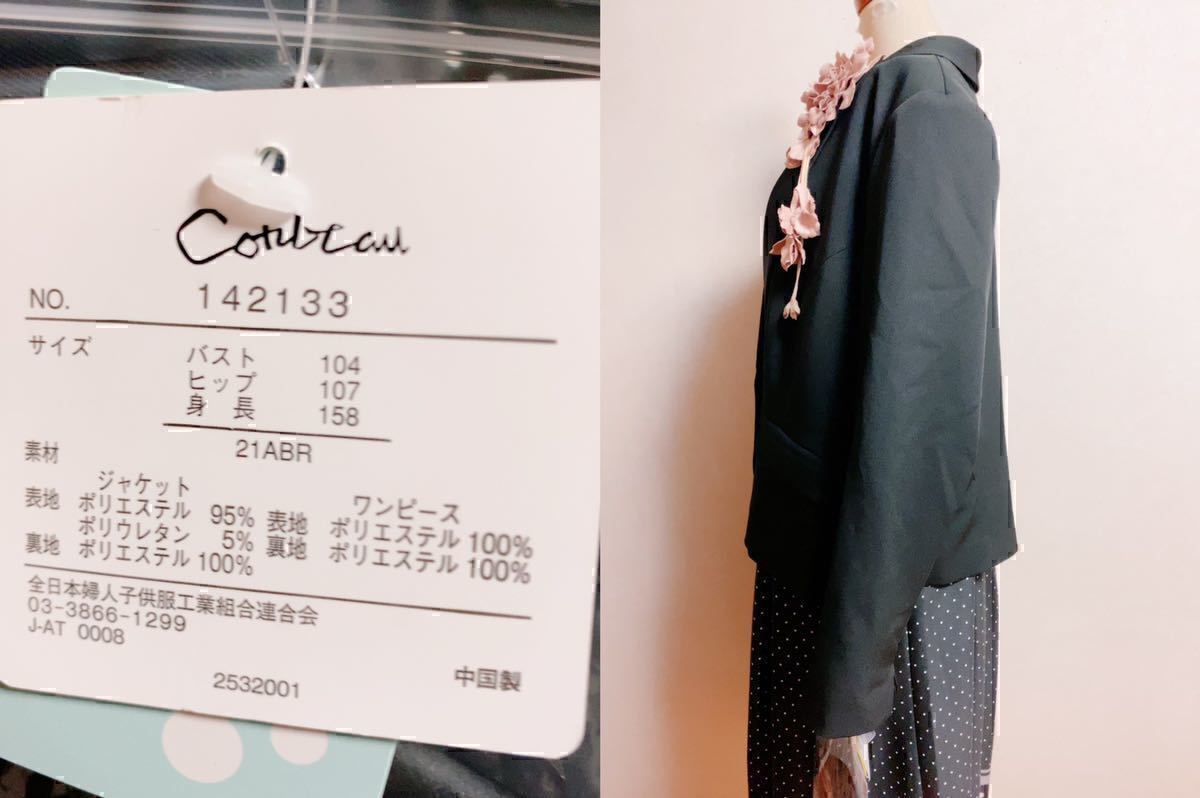 Corbeau
NO. 142133
サイズ バスト 104
ヒップ 107
身長 158
21ABR
素材
ジャケット ワンピース
表地 ポリエステル 95% 表地 ポリエステル 100%
ポリウレタン 5% 裏地 ポリエステル 100%
裏地 ポリエステル 100%
全日本婦人子供服工業組合連合会
03-3866-1299
J-AT 0008
2532001 中国製